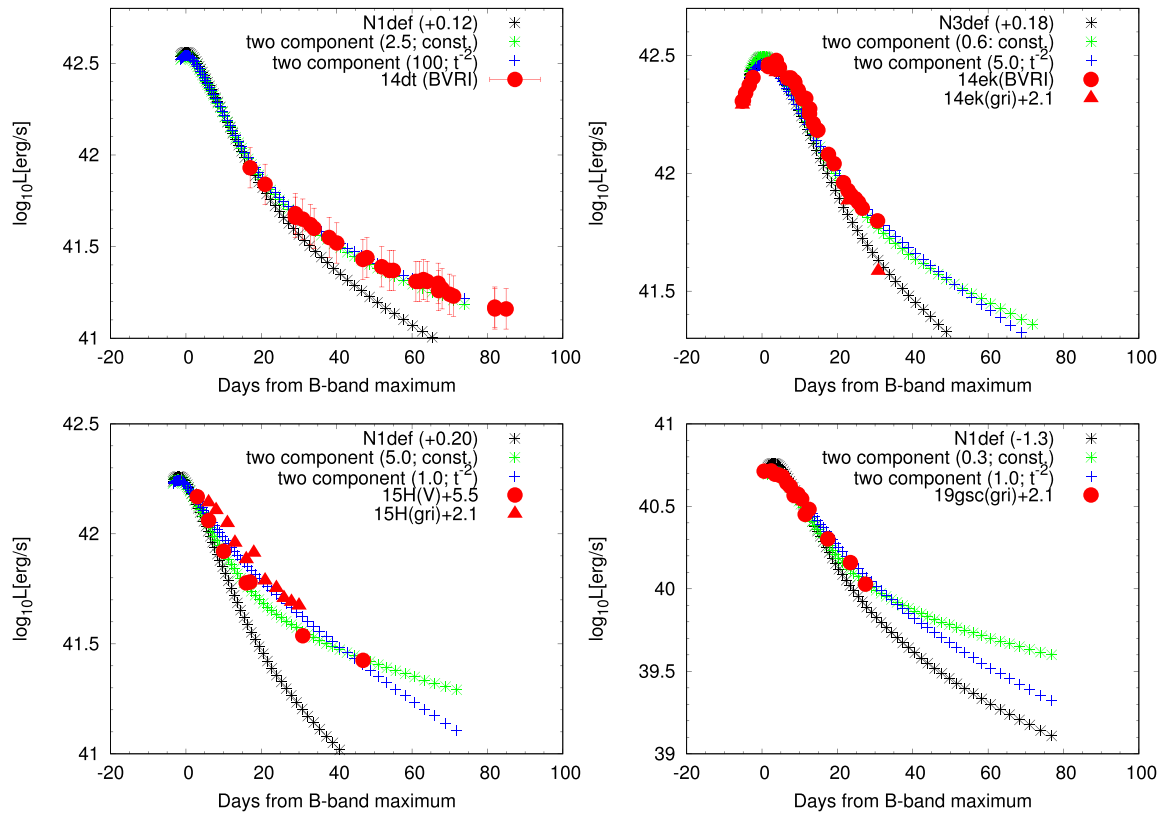 N1def (+0.12)
two component (2.5; const.)
two component (100; t-2)
14dt (BVRI)
42.5
42
41.5
41
log10L[erg/s]
-20 0 20 40 60 80 100
Days from B-band maximum
N3def (+0.18)
two component (0.6: const.)
two component (5.0; t-2)
14ek(BVRI)
14ek(gri)+2.1
42.5
42
41.5
log10L[erg/s]
-20 0 20 40 60 80 100
Days from B-band maximum
N1def (+0.20)
two component (5.0; const.)
two component (1.0; t-2)
15H(V)+5.5
15H(gri)+2.1
42.5
42
41.5
41
log10L[erg/s]
-20 0 20 40 60 80 100
Days from B-band maximum
N1def (-1.3)
two component (0.3; const.)
two component (1.0; t-2)
19gsc(gri)+2.1
41
40.5
40
39.5
39
log10L[erg/s]
-20 0 20 40 60 80 100
Days from B-band maximum